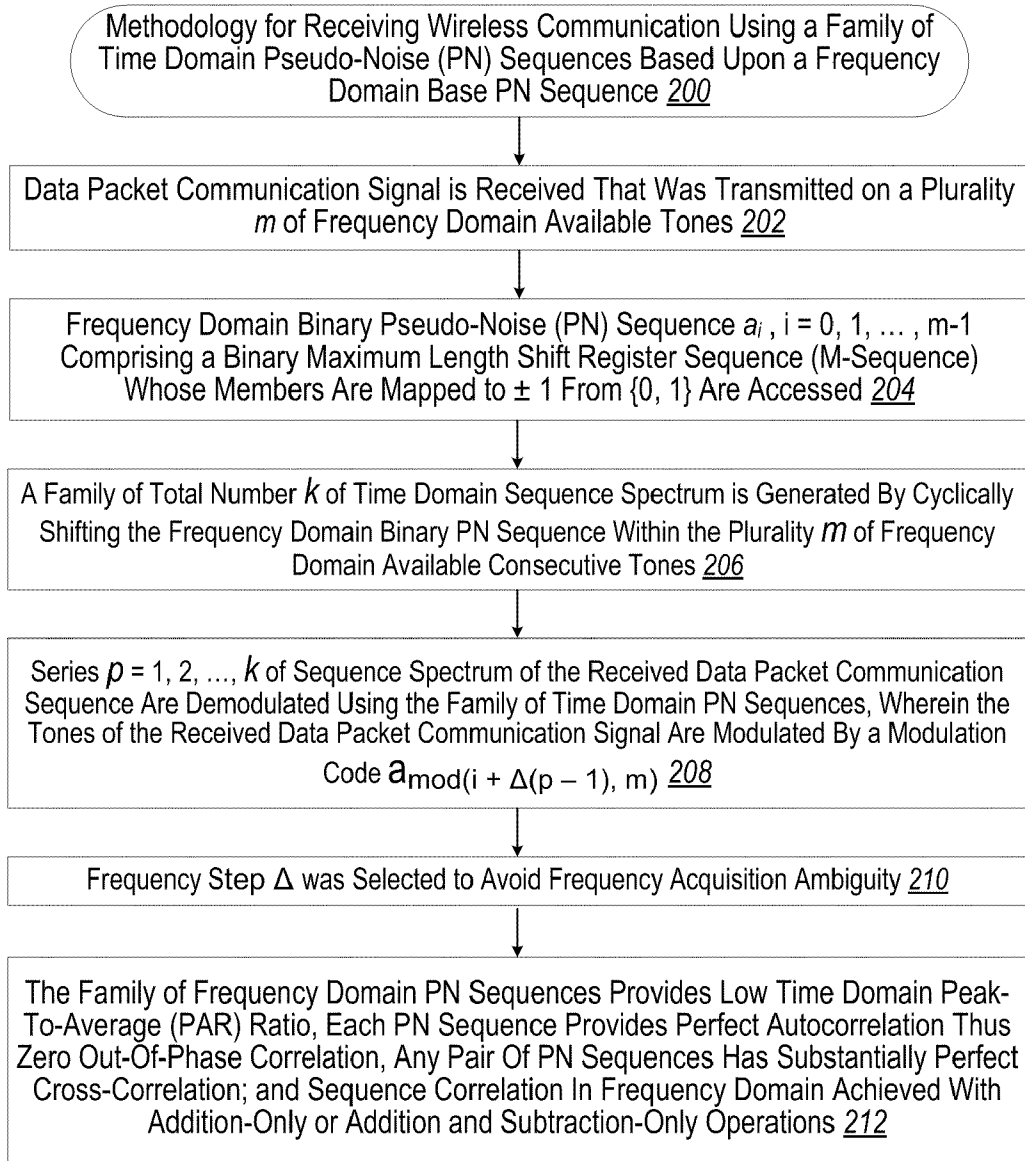 Methodology for Receiving Wireless Communication Using a Family of
Time Domain Pseudo-Noise (PN) Sequences Based Upon a Frequency
Domain Base PN Sequence 200
Data Packet Communication Signal is Received That Was Transmitted on a Plurality
m of Frequency Domain Available Tones 202
Frequency Domain Binary Pseudo-Noise (PN) Sequence aᵢ , i = 0, 1, … , m-1
Comprising a Binary Maximum Length Shift Register Sequence (M-Sequence)
Whose Members Are Mapped to ± 1 From {0, 1} Are Accessed 204
A Family of Total Number k of Time Domain Sequence Spectrum is Generated By Cyclically
Shifting the Frequency Domain Binary PN Sequence Within the Plurality m of Frequency
Domain Available Consecutive Tones 206
Series p = 1, 2, ..., k of Sequence Spectrum of the Received Data Packet Communication
Sequence Are Demodulated Using the Family of Time Domain PN Sequences, Wherein the
Tones of the Received Data Packet Communication Signal Are Modulated By a Modulation
Code a mod(i + Δ(p – 1), m) 208
Frequency Step Δ was Selected to Avoid Frequency Acquisition Ambiguity 210
The Family of Frequency Domain PN Sequences Provides Low Time Domain Peak-
To-Average (PAR) Ratio, Each PN Sequence Provides Perfect Autocorrelation Thus
Zero Out-Of-Phase Correlation, Any Pair Of PN Sequences Has Substantially Perfect
Cross-Correlation; and Sequence Correlation In Frequency Domain Achieved With
Addition-Only or Addition and Subtraction-Only Operations 212